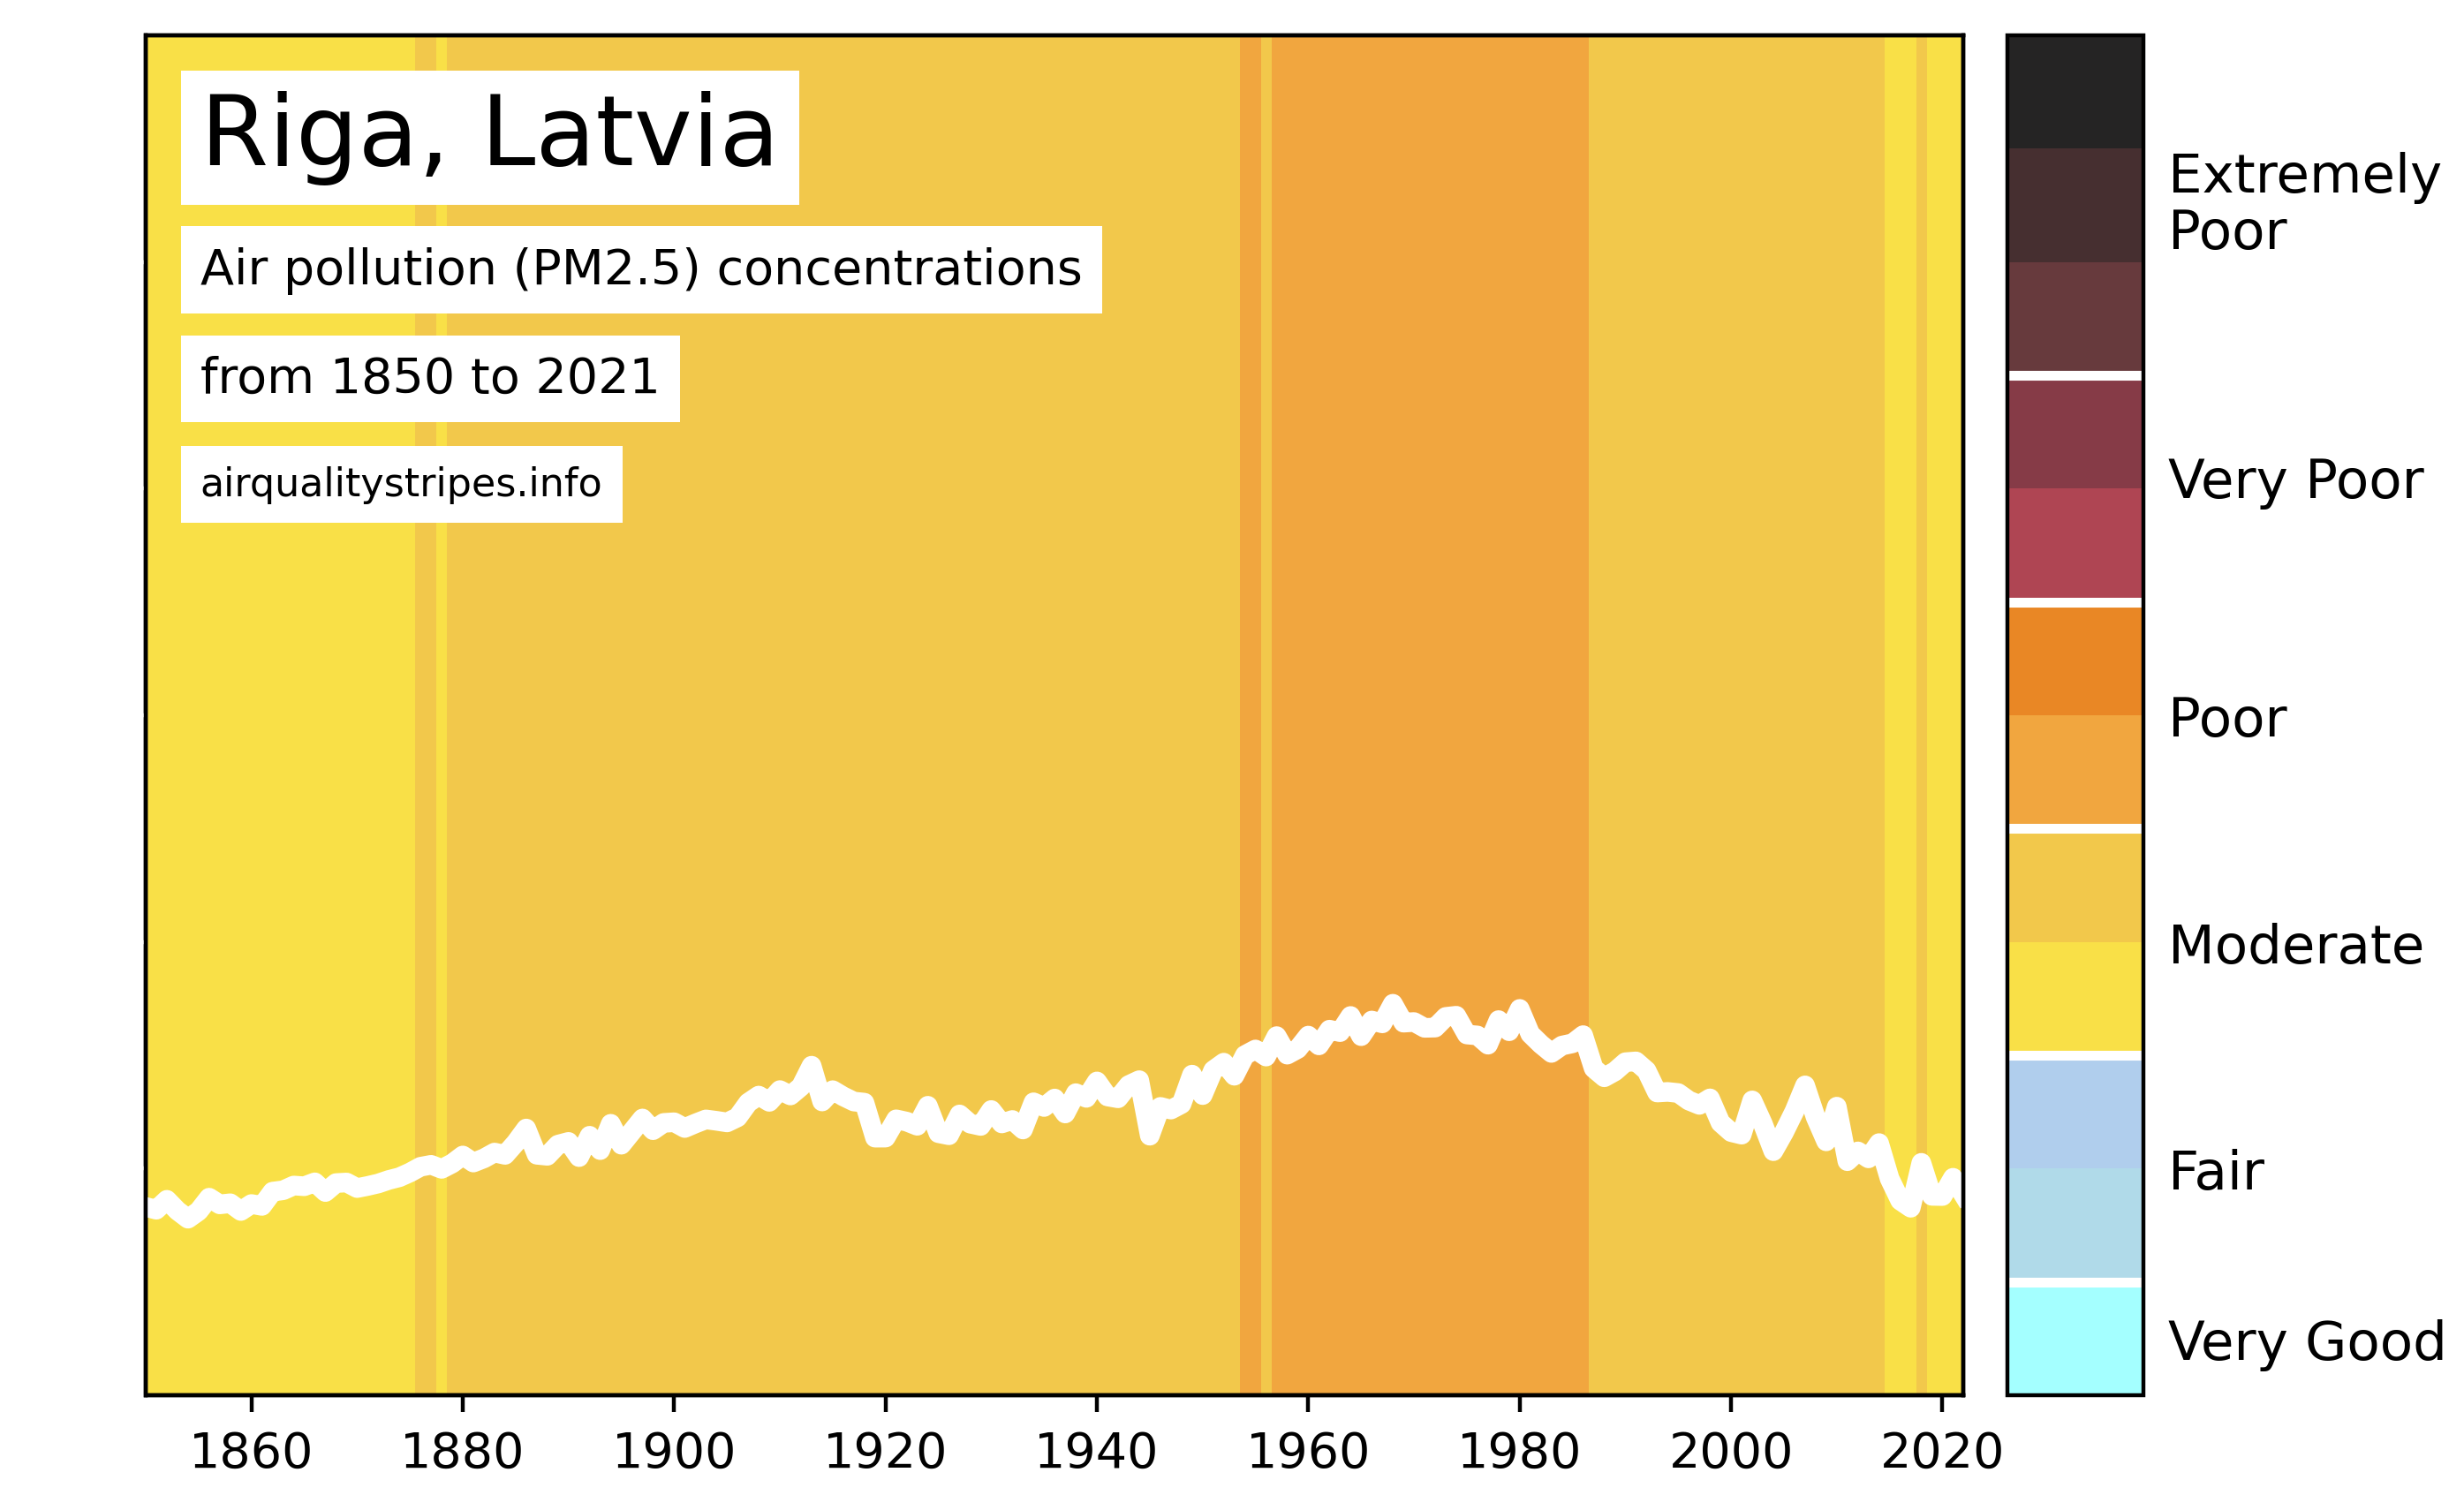 Riga, Latvia
Air pollution (PM2.5) concentrations
from 1850 to 2021
airqualitystripes.info
Extremely
Poor
Very Poor
Poor
Moderate
Fair
Very Good
1860 1880 1900 1920 1940 1960 1980 2000 2020